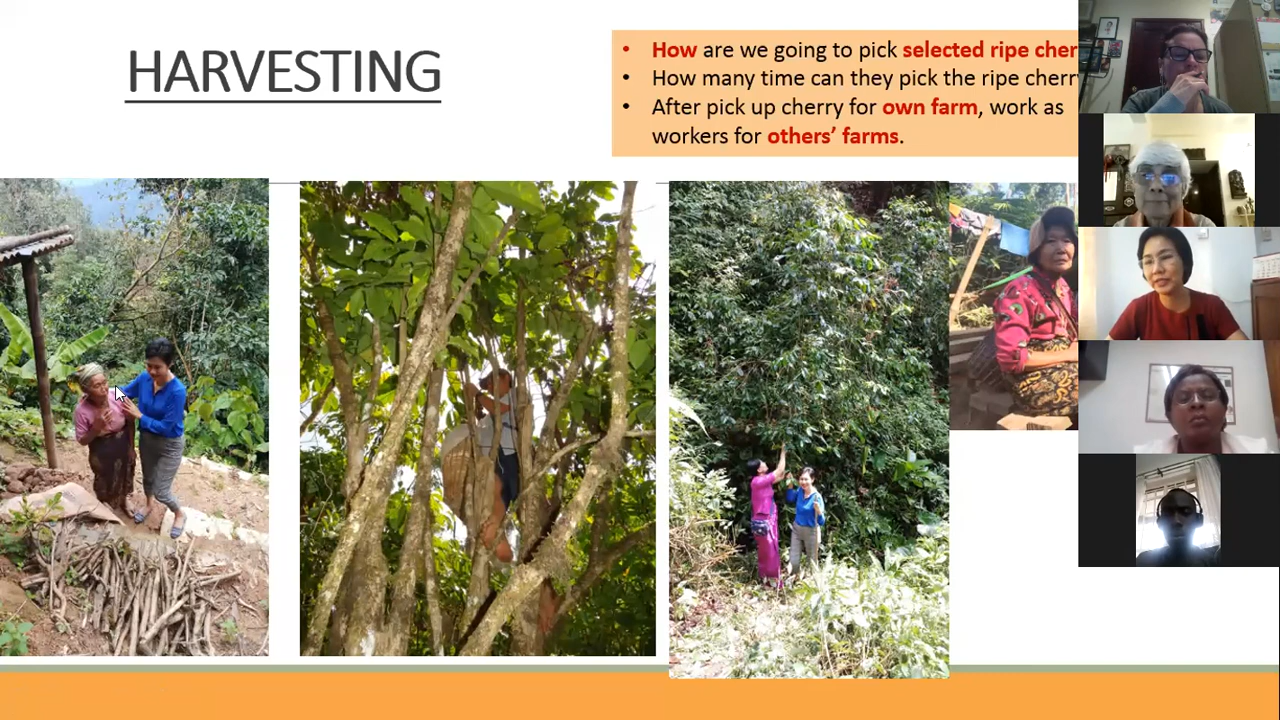 HARVESTING
• How are we going to pick selected ripe cher
• How many time can they pick the ripe cherr
• After pick up cherry for own farm, work as
workers for others' farms.